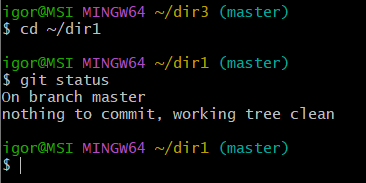 igor@MSI MINGW64 ~/dir3 (master)
$ cd ~/dir1
igor@MSI MINGW64 ~/dir1 (master)
$ git status
On branch master
nothing to commit, working tree clean
igor@MSI MINGW64 ~/dir1 (master)
$